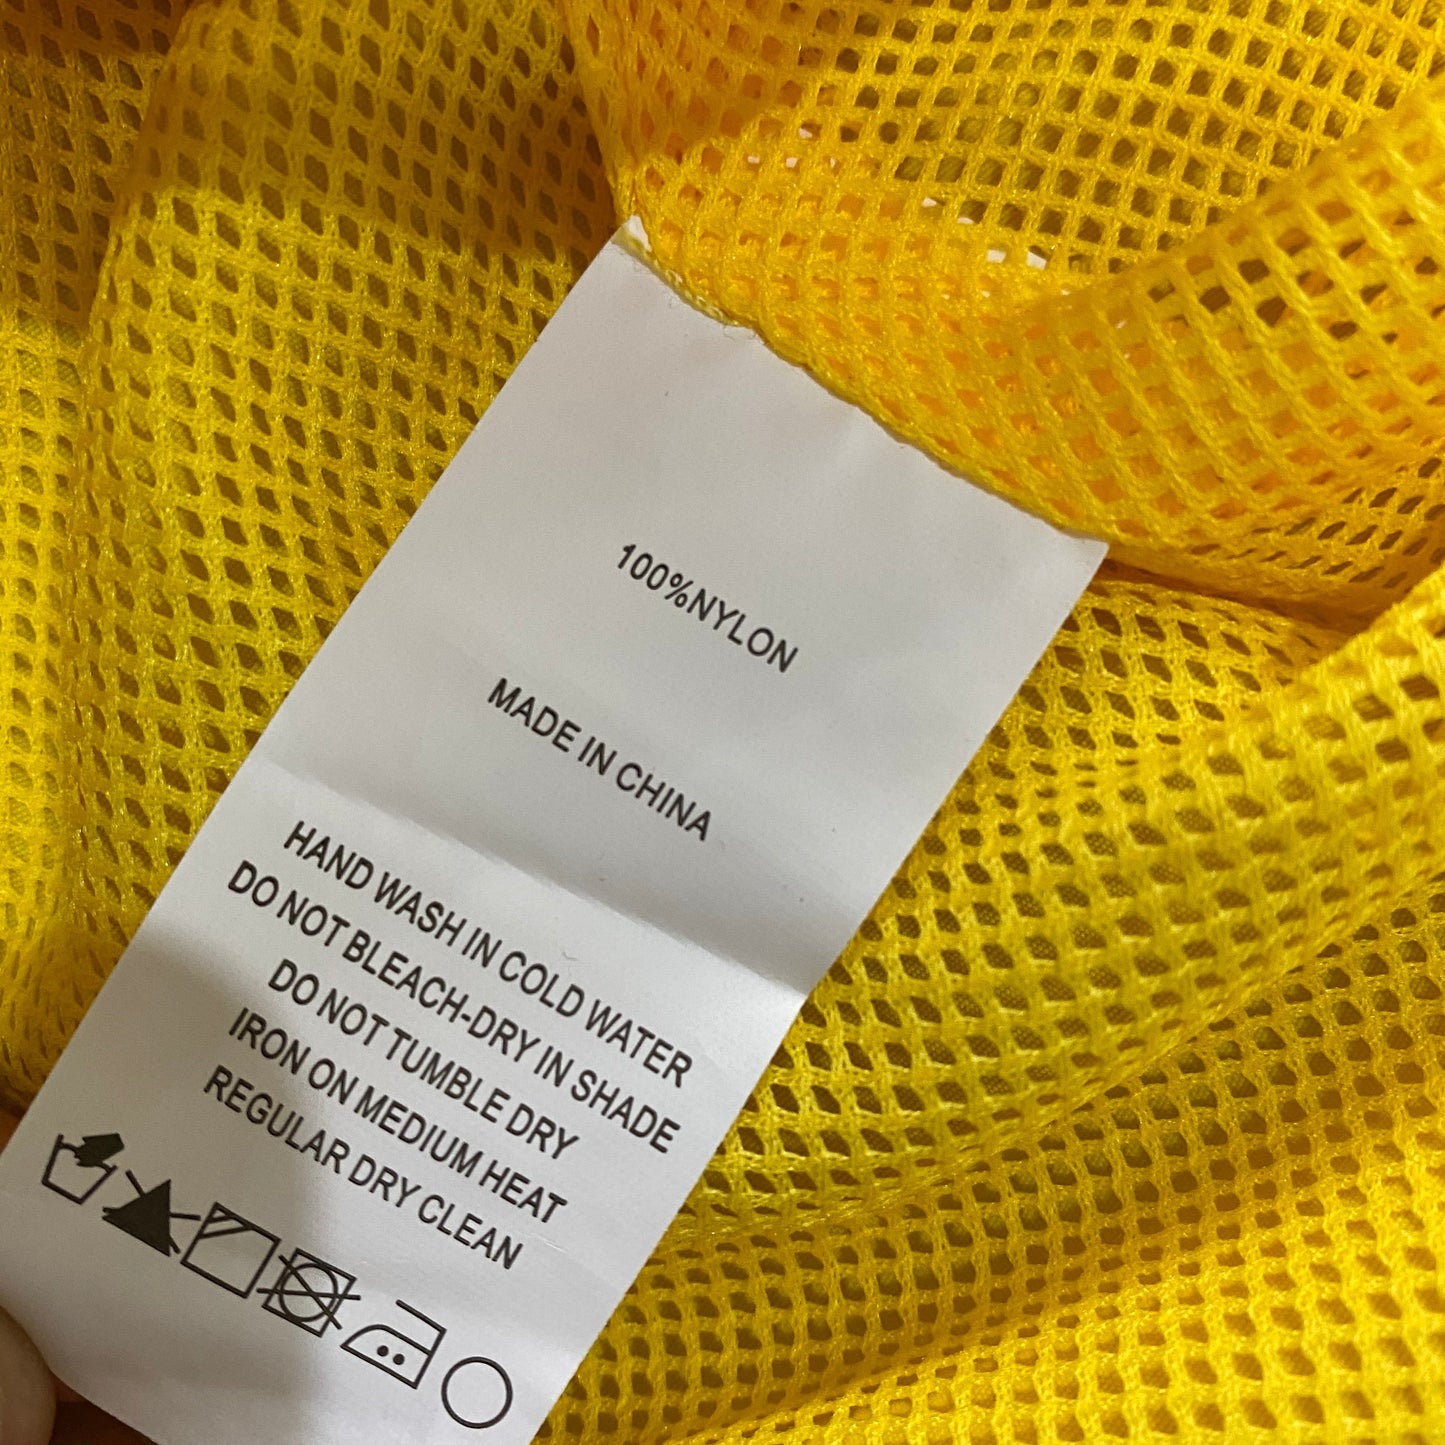 100%NYLON
MADE IN CHINA
HAND WASH IN COLD WATER
DO NOT BLEACH-DRY IN SHADE
DO NOT TUMBLE DRY
IRON ON MEDIUM HEAT
REGULAR DRY CLEAN